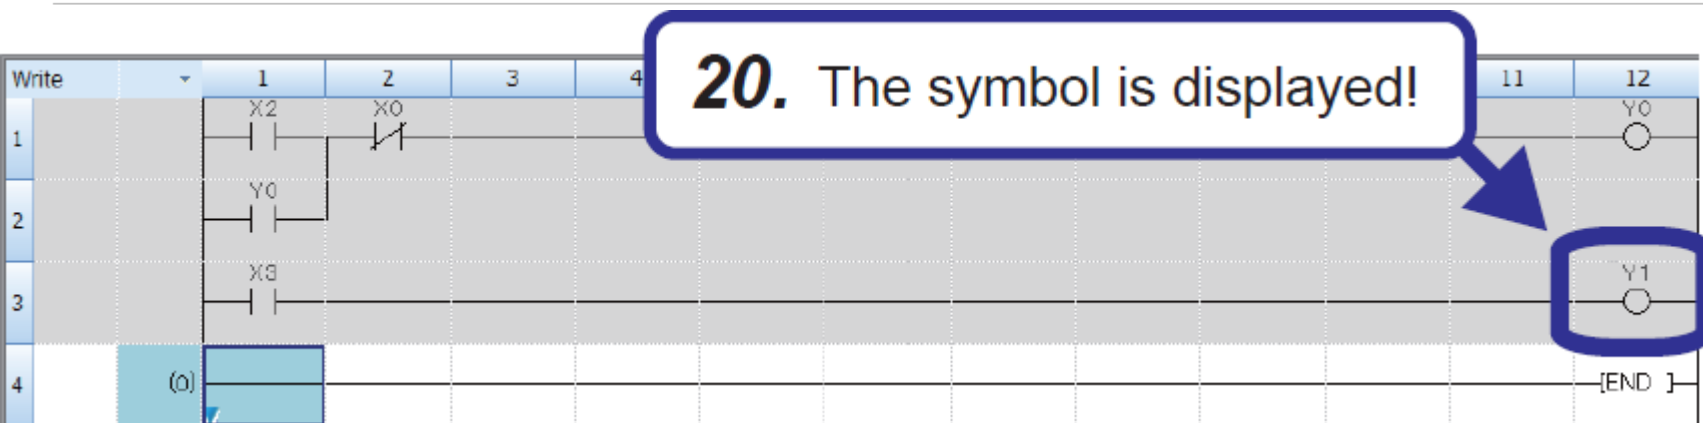 20. The symbol is displayed!
Write 1 2 3 4 11 12
X2 X0 Y0
1
Y0
2
X3 Y1
3
4 (0) [END ]